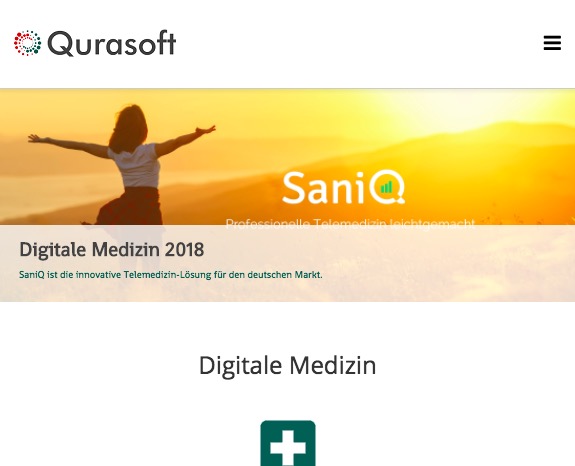 Qurasoft
SaniQ
Professionelle Telemedizin leichtgemacht
Digitale Medizin 2018
SaniQ ist die innovative Telemedizin-Lösung für den deutschen Markt.
Digitale Medizin